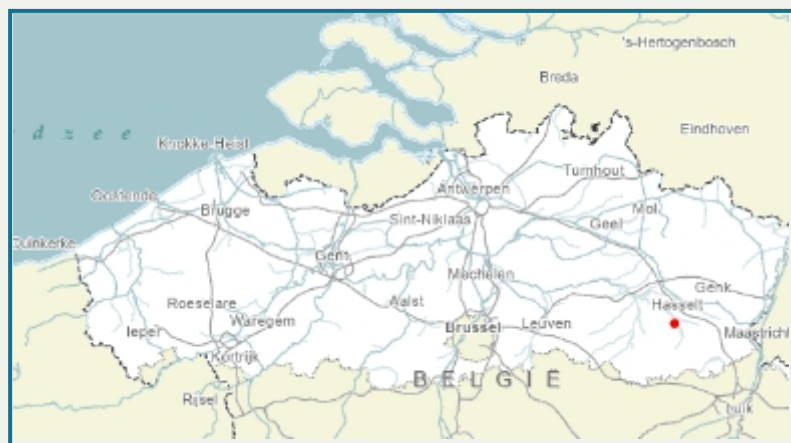 's-Hertogenbosch
Breda
d z e e
Eindhoven
Knokke-Heist
Turnhout
Oostende
Antwerpen
Mol
Brugge
Sint-Niklaas
Geel
Duinkerke
Gent
Mechelen
Genk
Roeselare
Aalst
Hasselt
Waregem
Ieper
Brussel
Leuven
Maastricht
Kortrijk
BELGIË
Rijsel
Luik